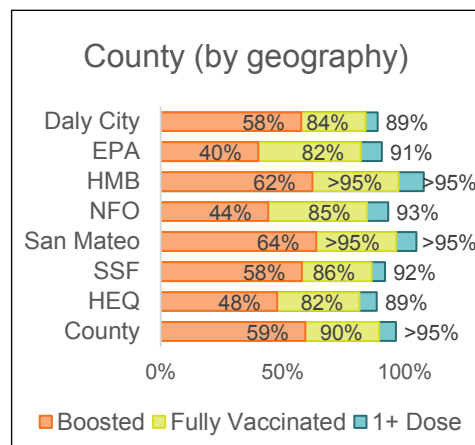 County (by geography)
Daly City 58% 84% 89%
EPA 40% 82% 91%
HMB 62% >95% >95%
NFO 44% 85% 93%
San Mateo 64% >95% >95%
SSF 58% 86% 92%
HEQ 48% 82% 89%
County 59% 90% >95%
0% 50% 100%
Boosted Fully Vaccinated 1+ Dose